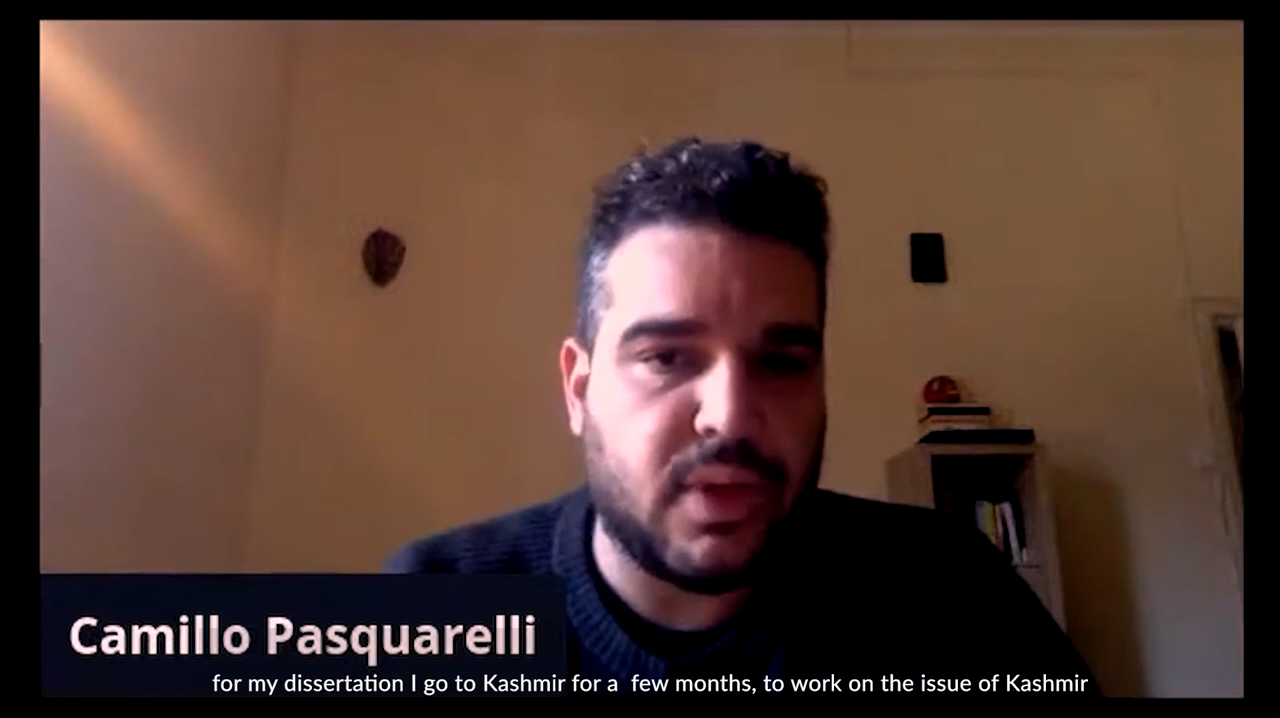 Camillo Pasquarelli
for my dissertation I go to Kashmir for a  few months, to work on the issue of Kashmir